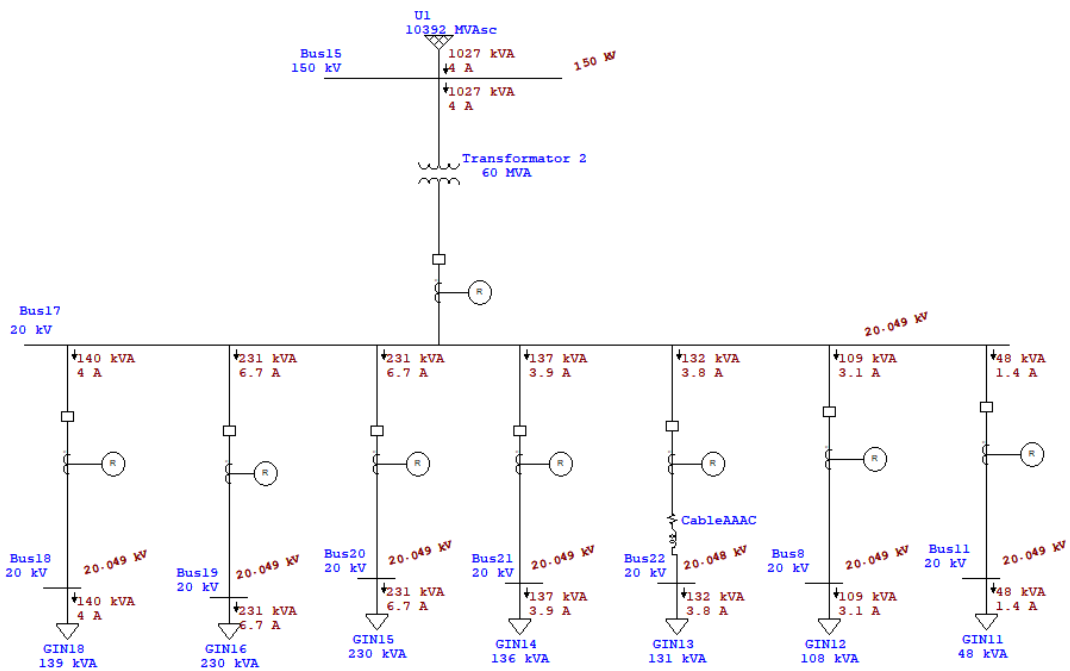 U1
10392 MVAsc
Bus15
150 kV
1027 kVA
4 A
150 kV
1027 kVA
4 A
Transformator 2
60 MVA
R
Bus17
20 kV
20.049 kV
140 kVA
4 A
231 kVA
6.7 A
231 kVA
6.7 A
137 kVA
3.9 A
132 kVA
3.8 A
109 kVA
3.1 A
48 kVA
1.4 A
R
R
R
R
R
R
R
CableAAAC
Bus18
20 kV
20.049 kV
Bus19
20 kV
20.049 kV
Bus20
20 kV
20.049 kV
Bus21
20 kV
20.049 kV
Bus22
20 kV
20.048 kV
Bus8
20 kV
20.049 kV
Bus11
20 kV
20.049 kV
140 kVA
4 A
231 kVA
6.7 A
231 kVA
6.7 A
137 kVA
3.9 A
132 kVA
3.8 A
109 kVA
3.1 A
48 kVA
1.4 A
GIN18
139 kVA
GIN16
230 kVA
GIN15
230 kVA
GIN14
136 kVA
GIN13
131 kVA
GIN12
108 kVA
GIN11
48 kVA